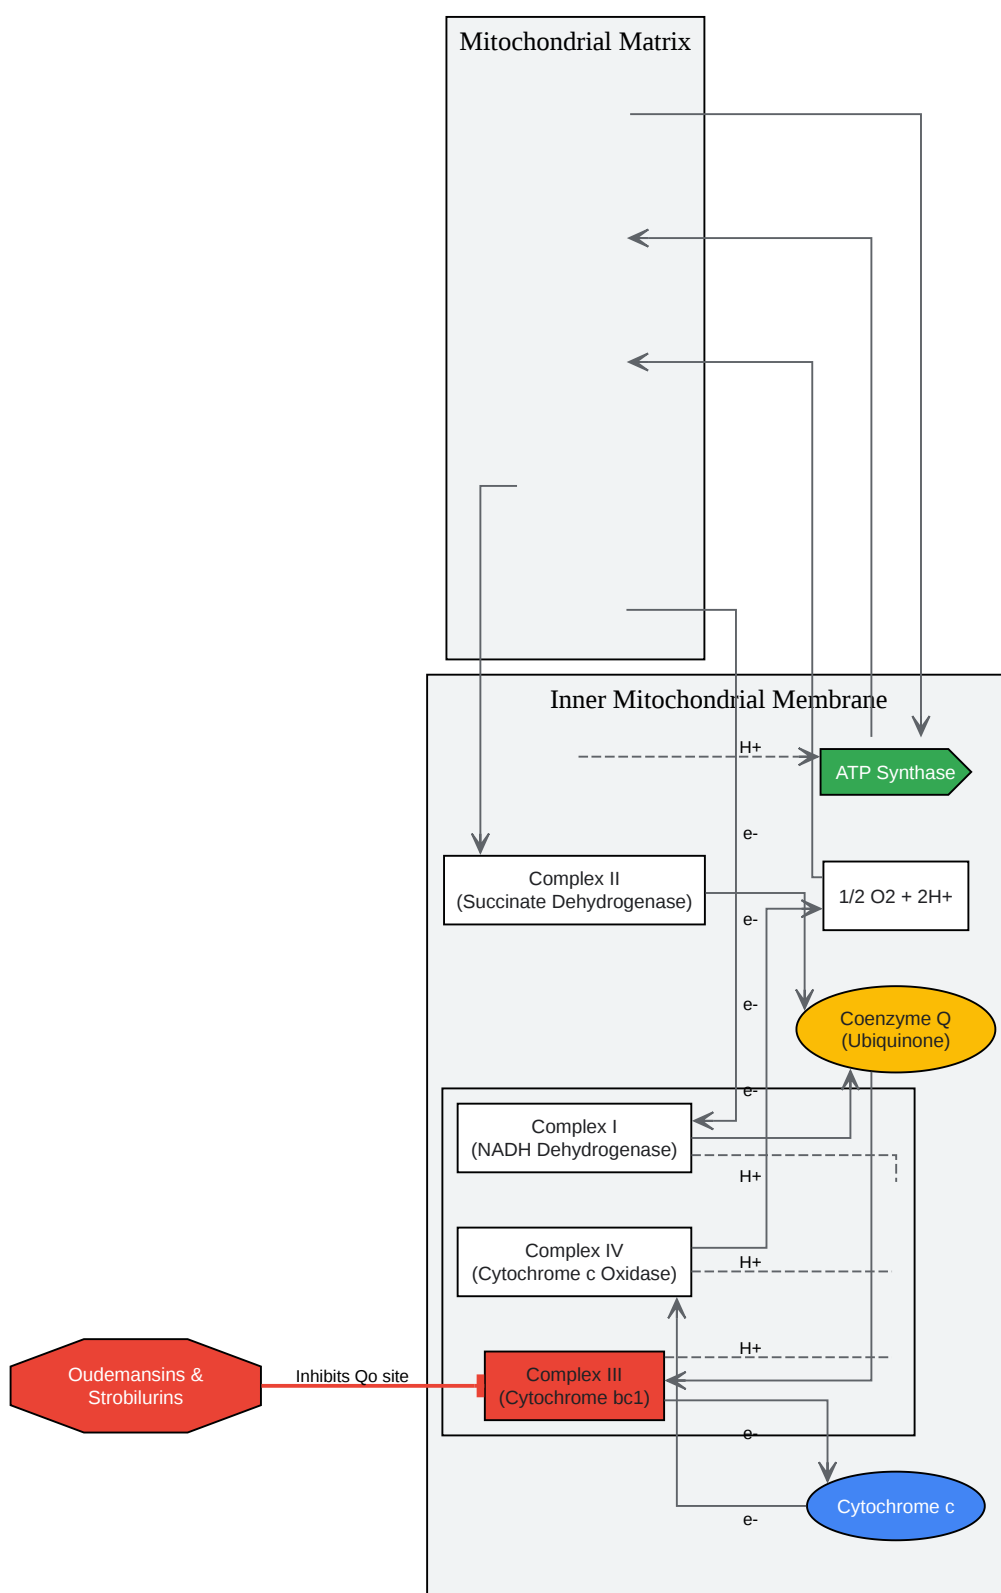 Mitochondrial Matrix
Inner Mitochondrial Membrane
H+
ATP Synthase
e-
Complex II
(Succinate Dehydrogenase)
1/2 O2 + 2H+
e-
e-
Coenzyme Q
(Ubiquinone)
e-
Complex I
(NADH Dehydrogenase)
H+
Complex IV
(Cytochrome c Oxidase)
H+
H+
Oudemansins &
Strobilurins
Inhibits Qo site
Complex III
(Cytochrome bc1)
e-
Cytochrome c
e-